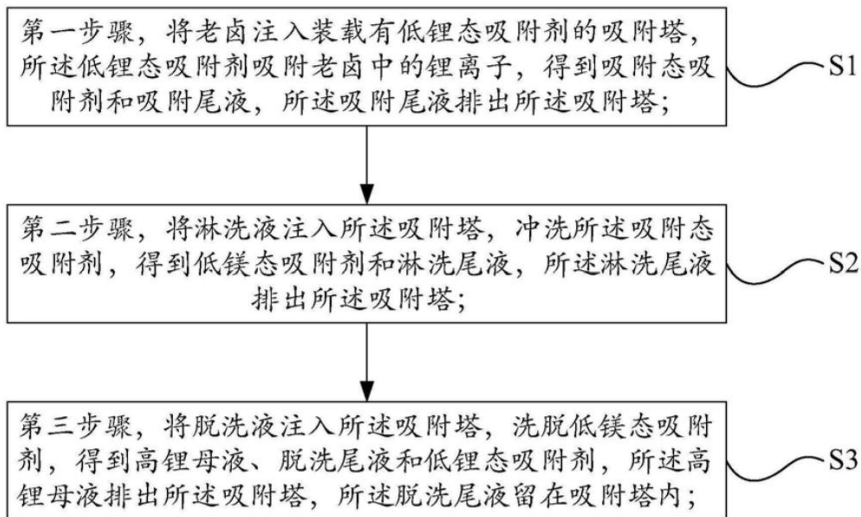 第一步骤，将老卤注入装载有低锂态吸附剂的吸附塔，
所述低锂态吸附剂吸附老卤中的锂离子，得到吸附态吸
附剂和吸附尾液，所述吸附尾液排出所述吸附塔；
S1
第二步骤，将淋洗液注入所述吸附塔，冲洗所述吸附态
吸附剂，得到低镁态吸附剂和淋洗尾液，所述淋洗尾液
排出所述吸附塔；
S2
第三步骤，将脱洗液注入所述吸附塔，洗脱低镁态吸附
剂，得到高锂母液、脱洗尾液和低锂态吸附剂，所述高
锂母液排出所述吸附塔，所述脱洗尾液留在吸附塔内；
S3